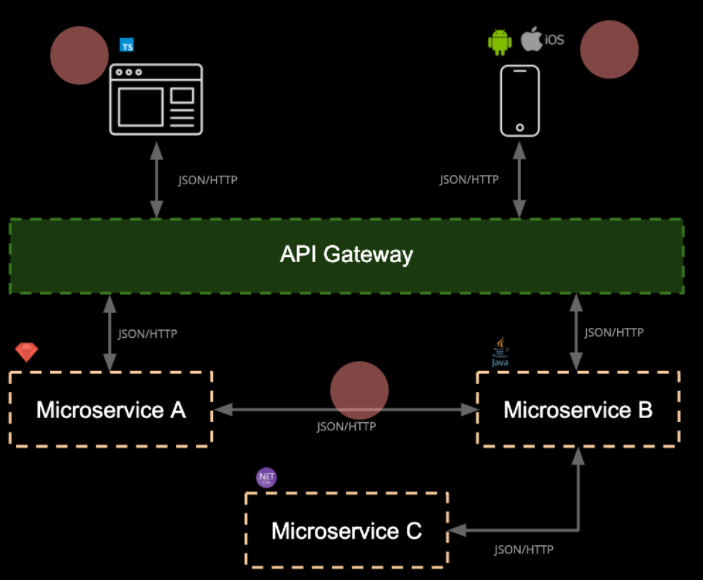 TS
iOS
JSON/HTTP
JSON/HTTP
API Gateway
JSON/HTTP
JSON/HTTP
Java
Microservice A
Microservice B
JSON/HTTP
.NET
Microservice C
JSON/HTTP